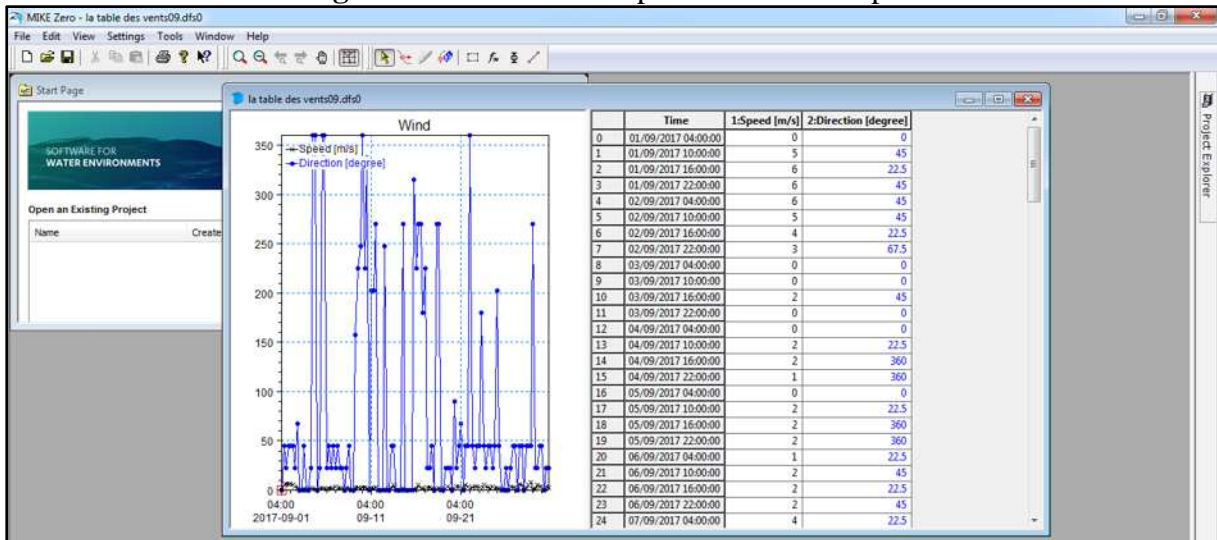 MIKE Zero - la table des vents09.dfs0
File Edit View Settings Tools Window Help
Start Page
SOFTWARE FOR
WATER ENVIRONMENTS
Open an Existing Project
Name Create
la table des vents09.dfs0
Wind
Speed [m/s]
Direction [degree]
350
300
250
200
150
100
50
0
04:00 04:00 04:00
2017-09-01 09-11 09-21
Time 1:Speed [m/s] 2:Direction [degree]
0 01/09/2017 04:00:00 0 0
1 01/09/2017 10:00:00 5 45
2 01/09/2017 16:00:00 6 22.5
3 01/09/2017 22:00:00 6 45
4 02/09/2017 04:00:00 6 45
5 02/09/2017 10:00:00 5 45
6 02/09/2017 16:00:00 4 22.5
7 02/09/2017 22:00:00 3 67.5
8 03/09/2017 04:00:00 0 0
9 03/09/2017 10:00:00 0 0
10 03/09/2017 16:00:00 2 45
11 03/09/2017 22:00:00 0 0
12 04/09/2017 04:00:00 0 0
13 04/09/2017 10:00:00 2 22.5
14 04/09/2017 16:00:00 2 360
15 04/09/2017 22:00:00 1 360
16 05/09/2017 04:00:00 0 0
17 05/09/2017 10:00:00 2 22.5
18 05/09/2017 16:00:00 2 360
19 05/09/2017 22:00:00 2 360
20 06/09/2017 04:00:00 1 22.5
21 06/09/2017 10:00:00 2 45
22 06/09/2017 16:00:00 2 22.5
23 06/09/2017 22:00:00 2 45
24 07/09/2017 04:00:00 4 22.5
Project Explorer